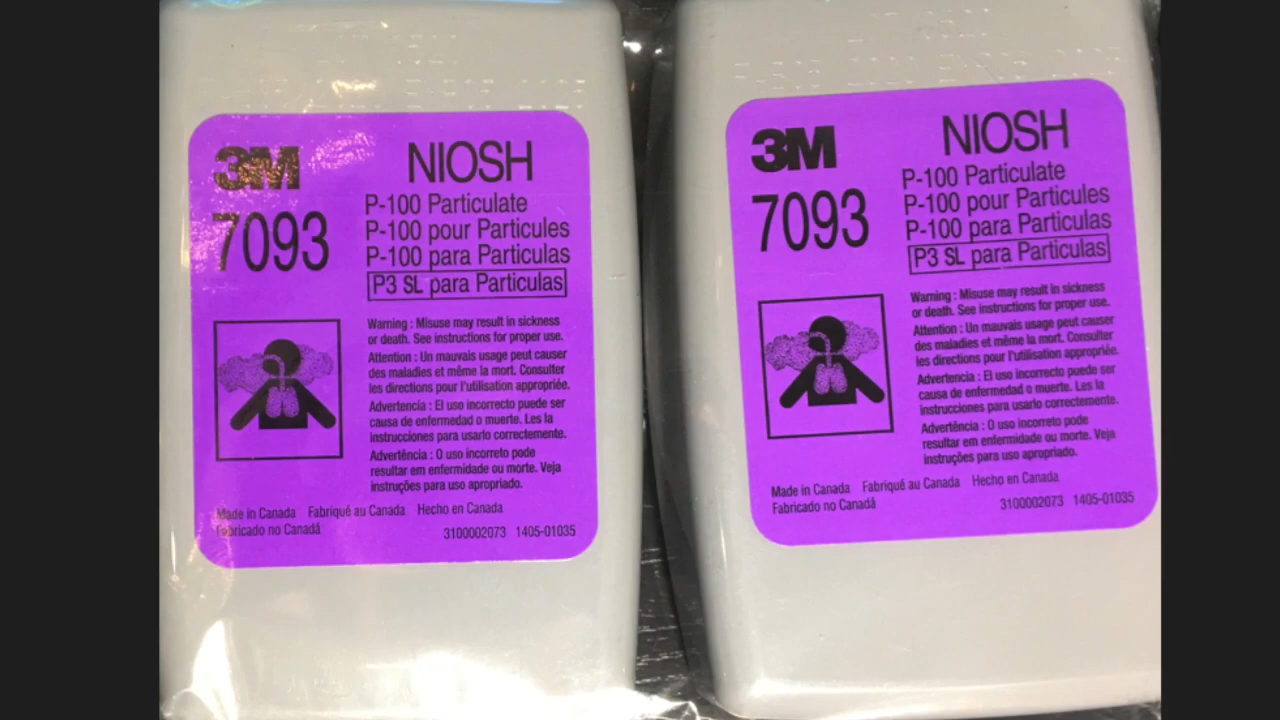 3M
7093
NIOSH
P-100 Particulate
P-100 pour Particules
P-100 para Particulas
P3 SL para Particulas
Warning : Misuse may result in sickness
or death. See instructions for proper use.
Attention : Un mauvais usage peut causer
des maladies et même la mort. Consulter
les directions pour l'utilisation appropriée.
Advertencia : El uso incorrecto puede ser
causa de enfermedad o muerte. Les la
instrucciones para usarlo correctemente.
Advertência : O uso incorreto pode
resultar em enfermidade ou morte. Veja
instruções para uso apropriado.
Made in Canada Fabriqué au Canada Hecho en Canada
Fabricado no Canadá
3100002073 1405-01035
3M
7093
NIOSH
P-100 Particulate
P-100 pour Particules
P-100 para Particulas
P3 SL para Particulas
Warning : Misuse may result in sickness
or death. See instructions for proper use.
Attention : Un mauvais usage peut causer
des maladies et même la mort. Consulter
les directions pour l'utilisation appropriée.
Advertencia : El uso incorrecto puede ser
causa de enfermedad o muerte. Les la
instrucciones para usarlo correctemente.
Advertência : O uso incorreto pode
resultar em enfermidade ou morte. Veja
instruções para uso apropriado.
Made in Canada Fabriqué au Canada Hecho en Canada
Fabricado no Canadá
3100002073 1405-01035